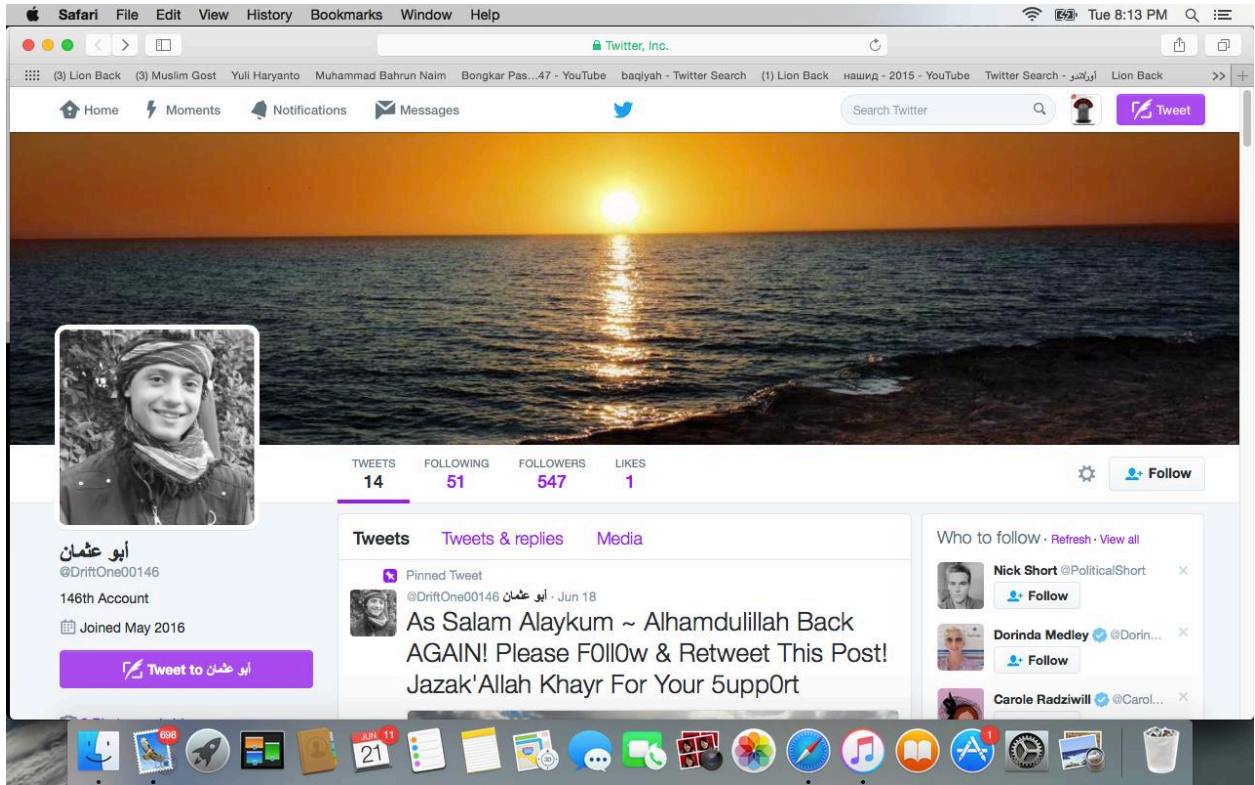 Safari File Edit View History Bookmarks Window Help Tue 8:13 PM
Twitter, Inc.
(3) Lion Back (3) Muslim Gost Yuli Haryanto Muhammad Bahrun Naim Bongkar Pas...47 - YouTube baqiyah - Twitter Search (1) Lion Back нашид - 2015 - YouTube Twitter Search - Lion Back >>
Home Moments Notifications Messages Search Twitter Tweet
TWEETS FOLLOWING FOLLOWERS LIKES
14 51 547 1
Follow
أبو عثمان
@DriftOne00146
146th Account
Joined May 2016
Tweet to أبو عثمان
Tweets Tweets & replies Media
Pinned Tweet
@DriftOne00146 أبو عثمان · Jun 18
As Salam Alaykum ~ Alhamdulillah Back
AGAIN! Please F0ll0w & Retweet This Post!
Jazak'Allah Khayr For Your 5upp0rt
Who to follow · Refresh · View all
Nick Short @PoliticalShort
Follow
Dorinda Medley @Dorin...
Follow
Carole Radziwill @Carol...
698
JUN 11
21
1